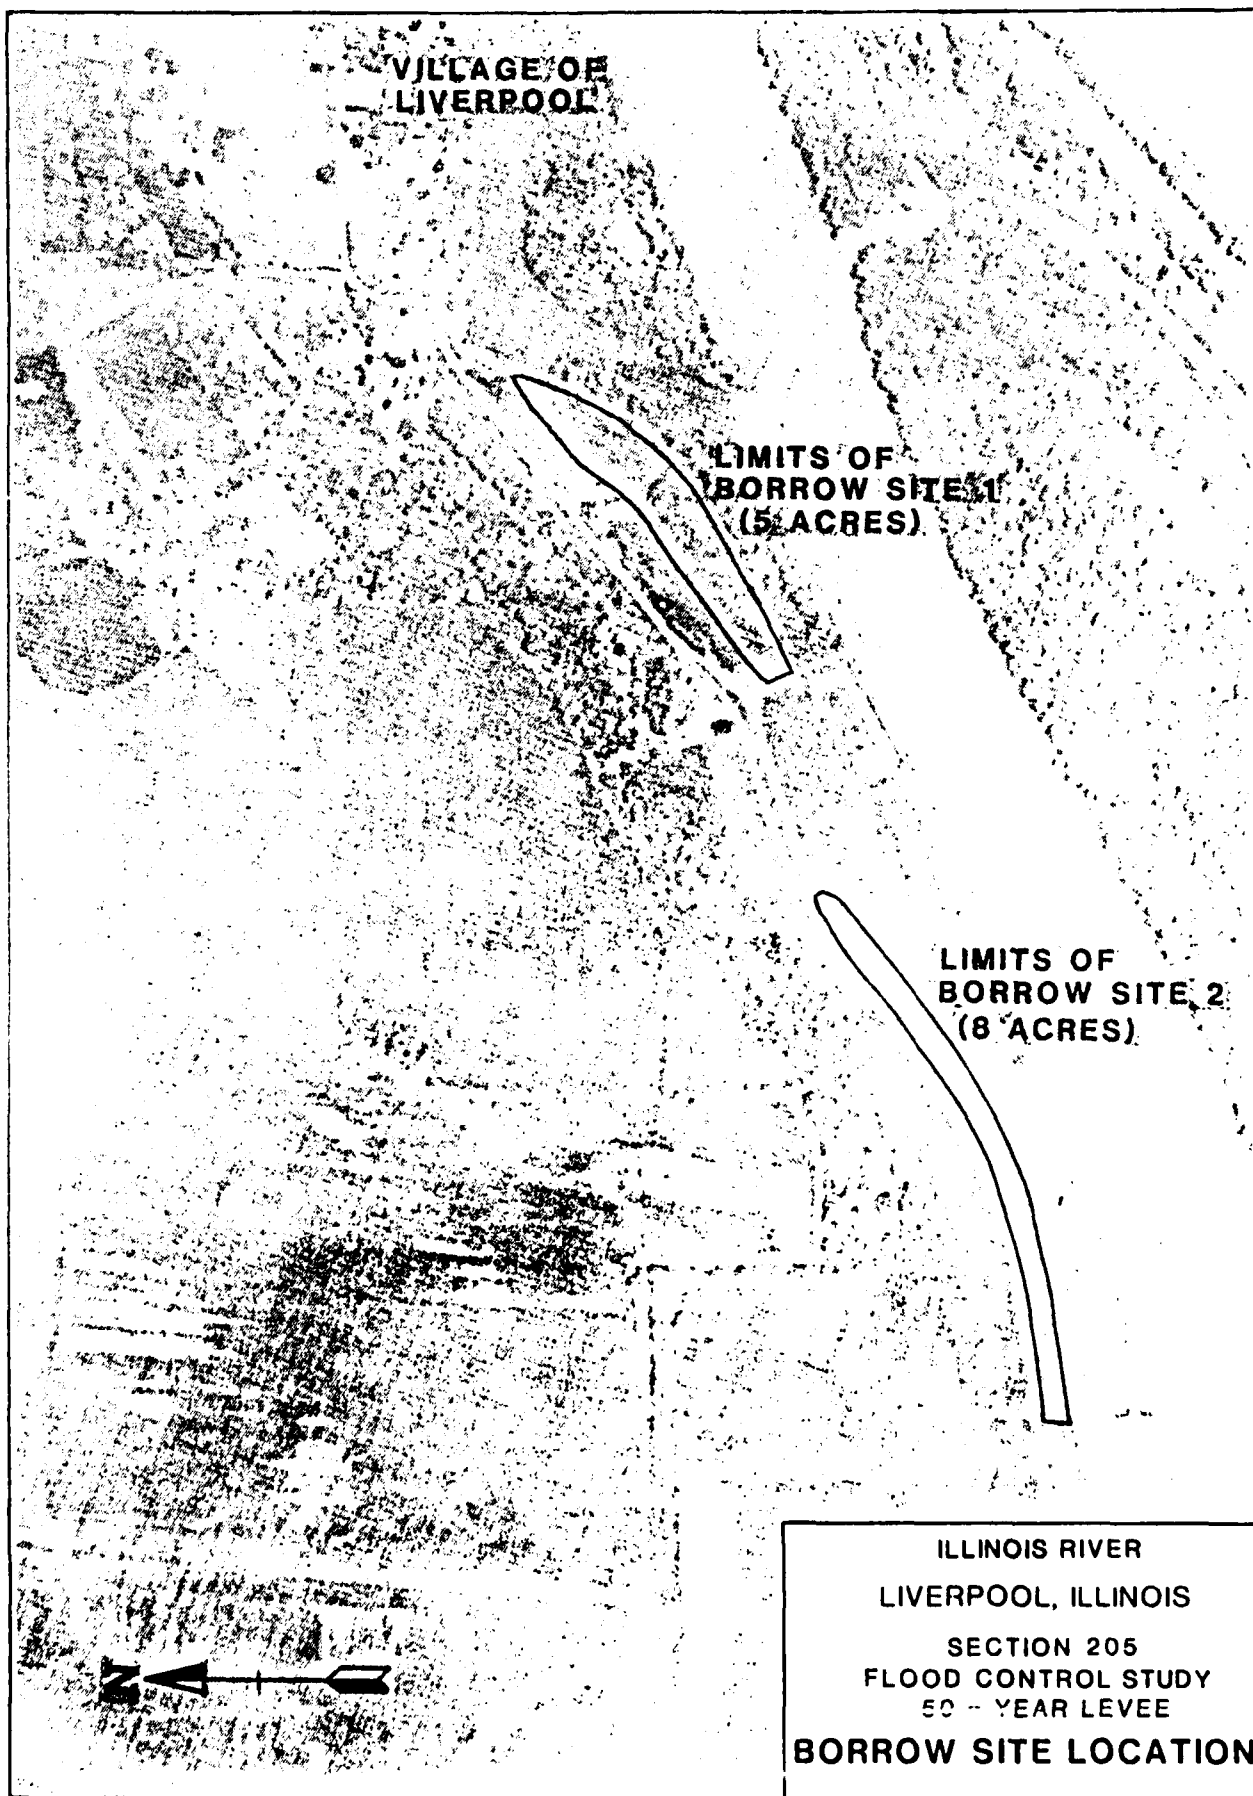 VILLAGE OF
LIVERPOOL
LIMITS OF
BORROW SITE 1
(5 ACRES)
LIMITS OF
BORROW SITE 2
(8 ACRES)
N
ILLINOIS RIVER
LIVERPOOL, ILLINOIS
SECTION 205
FLOOD CONTROL STUDY
50 - YEAR LEVEE
BORROW SITE LOCATION